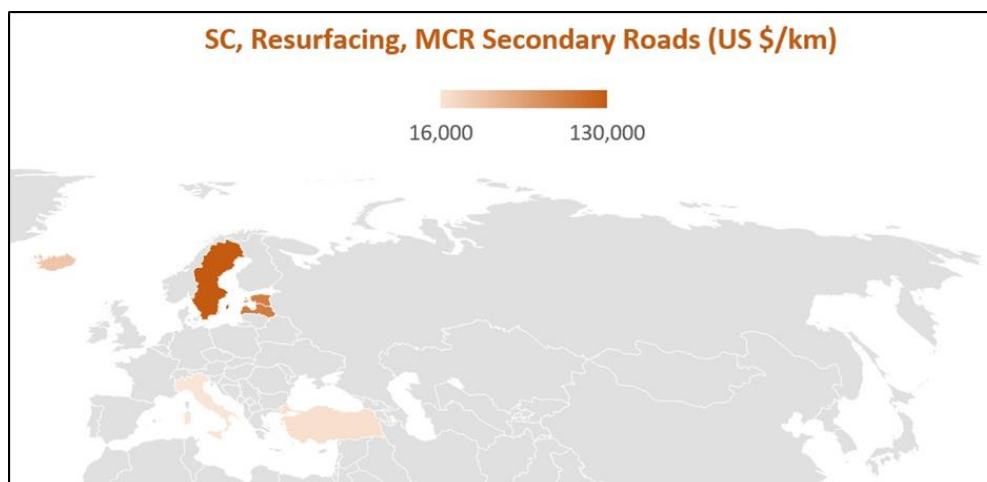 SC, Resurfacing, MCR Secondary Roads (US $/km)
16,000 130,000